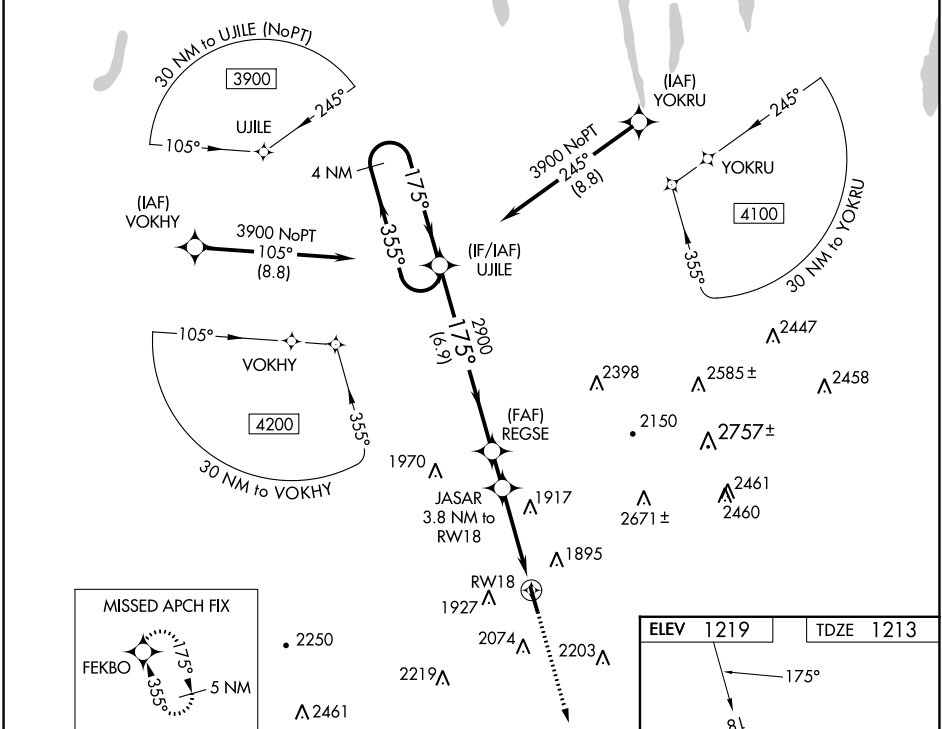 30 NM to UJILE (NoPT)
3900
UJILE
105°
245°
(IAF)
YOKRU
3900 NoPT
245°
(8.8)
245°
YOKRU
4100
355°
30 NM to YOKRU
4 NM
175°
355°
(IAF)
VOKHY
3900 NoPT
105°
(8.8)
(IF/IAF)
UJILE
2900
175°
(6.9)
105°
VOKHY
4200
355°
30 NM to VOKHY
2447
2398
2585 ±
2458
2150
2757 ±
(FAF)
REGSE
1970
JASAR
3.8 NM to
RW18
1917
2461
2460
2671 ±
1895
RW18
1927
2074
2203
2219
2250
2461
MISSED APCH FIX
FEKBO
175°
355°
5 NM
ELEV 1219
TDZE 1213
175°